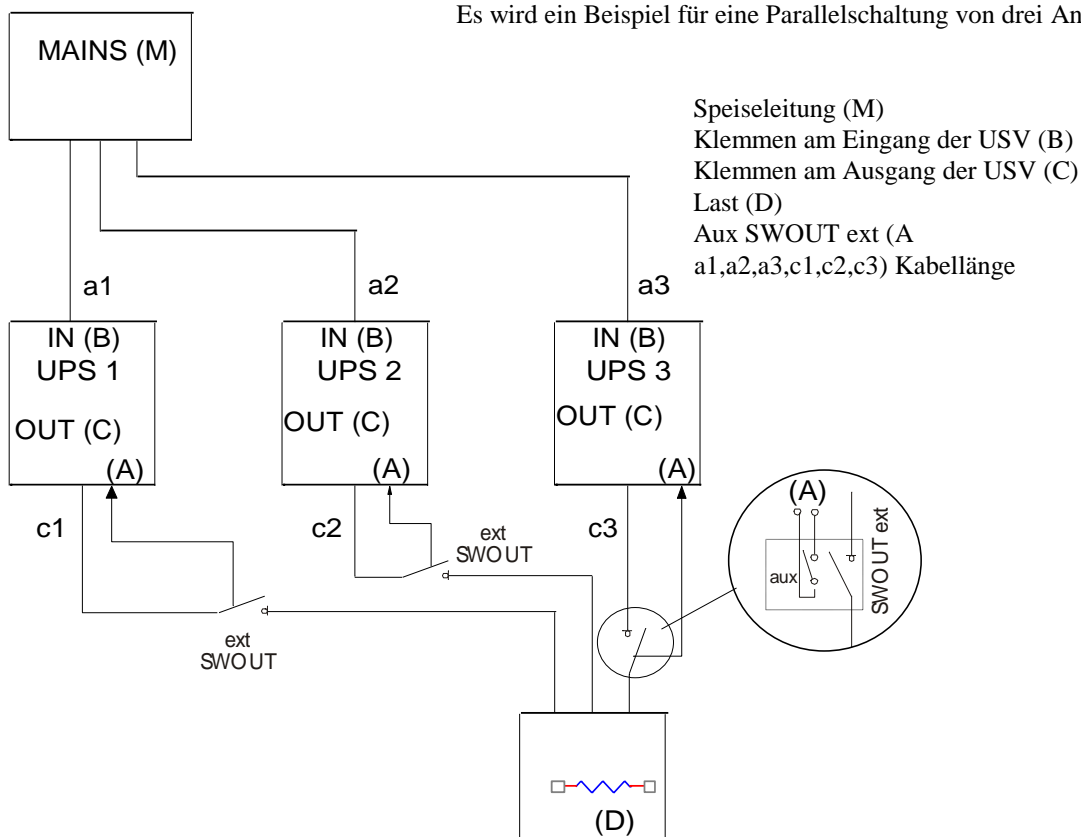 Es wird ein Beispiel für eine Parallelschaltung von drei An
MAINS (M)
Speiseleitung (M)
Klemmen am Eingang der USV (B)
Klemmen am Ausgang der USV (C)
Last (D)
Aux SWOUT ext (A
a1,a2,a3,c1,c2,c3) Kabellänge
a1
a2
a3
IN (B)
UPS 1
OUT (C)
(A)
IN (B)
UPS 2
OUT (C)
(A)
IN (B)
UPS 3
OUT (C)
(A)
c1
c2
c3
ext
SWOUT
ext
SWOUT
(A)
aux
SWOUT ext
(D)